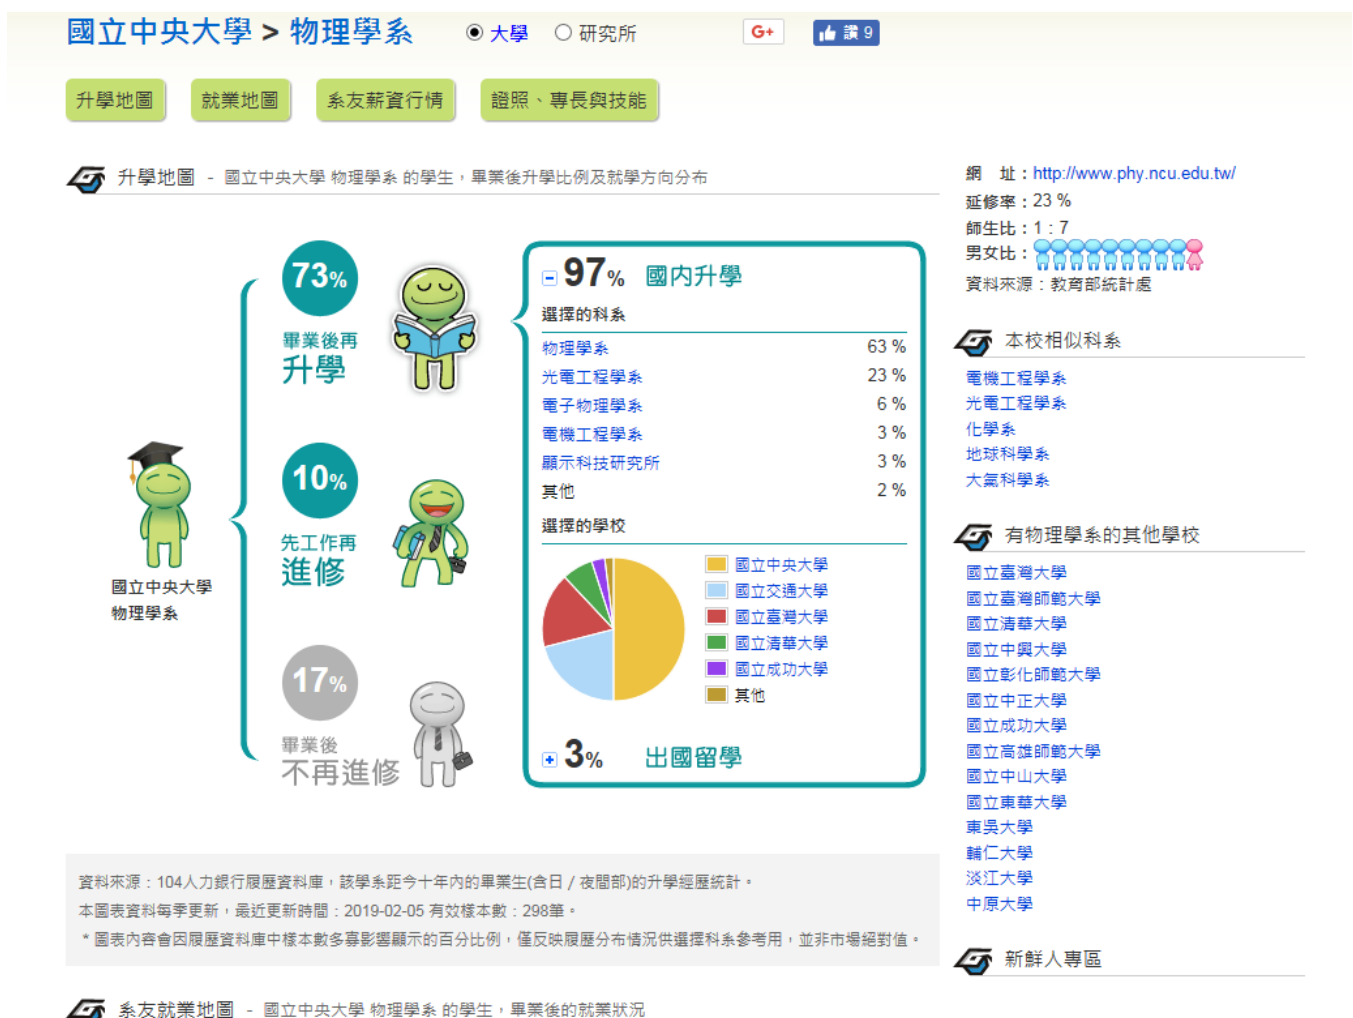 國立中央大學 > 物理學系 大學 研究所 G+ 讚 9
升學地圖 就業地圖 系友薪資行情 證照、專長與技能
升學地圖 - 國立中央大學 物理學系 的學生，畢業後升學比例及就學方向分布
73%
畢業後再
升學
10%
先工作再
進修
17%
畢業後
不再進修
國立中央大學
物理學系
97% 國內升學
選擇的科系
物理學系 63 %
光電工程學系 23 %
電子物理學系 6 %
電機工程學系 3 %
顯示科技研究所 3 %
其他 2 %
選擇的學校
國立中央大學
國立交通大學
國立臺灣大學
國立清華大學
國立成功大學
其他
3% 出國留學
資料來源：104人力銀行履歷資料庫，該學系距今十年內的畢業生(含日 / 夜間部)的升學經歷統計。
本圖表資料每季更新，最近更新時間：2019-02-05 有效樣本數：298筆。
* 圖表內容會因履歷資料庫中樣本數多寡影響顯示的百分比例，僅反映履歷分布情況供選擇科系參考用，並非市場絕對值。
系友就業地圖 - 國立中央大學 物理學系 的學生，畢業後的就業狀況
網 址：http://www.phy.ncu.edu.tw/
延修率：23 %
師生比：1 : 7
男女比：
資料來源：教育部統計處
本校相似科系
電機工程學系
光電工程學系
化學系
地球科學系
大氣科學系
有物理學系的其他學校
國立臺灣大學
國立臺灣師範大學
國立清華大學
國立中興大學
國立彰化師範大學
國立中正大學
國立成功大學
國立高雄師範大學
國立中山大學
國立東華大學
東吳大學
輔仁大學
淡江大學
中原大學
新鮮人專區